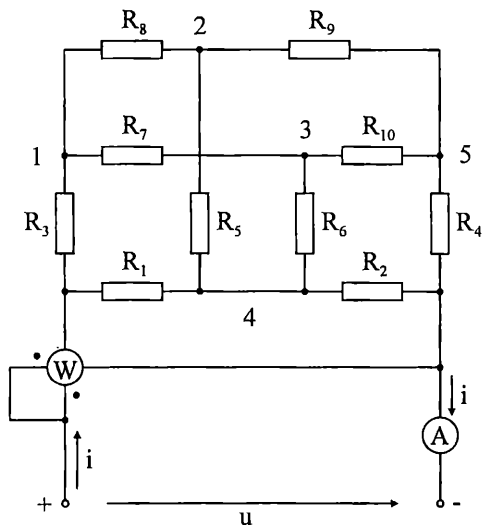 R₈ 2 R₉
R₇ 3 R₁₀
1 5
R₃ R₅ R₆ R₄
R₁ R₂
4
W
i
A
i
+ -
u